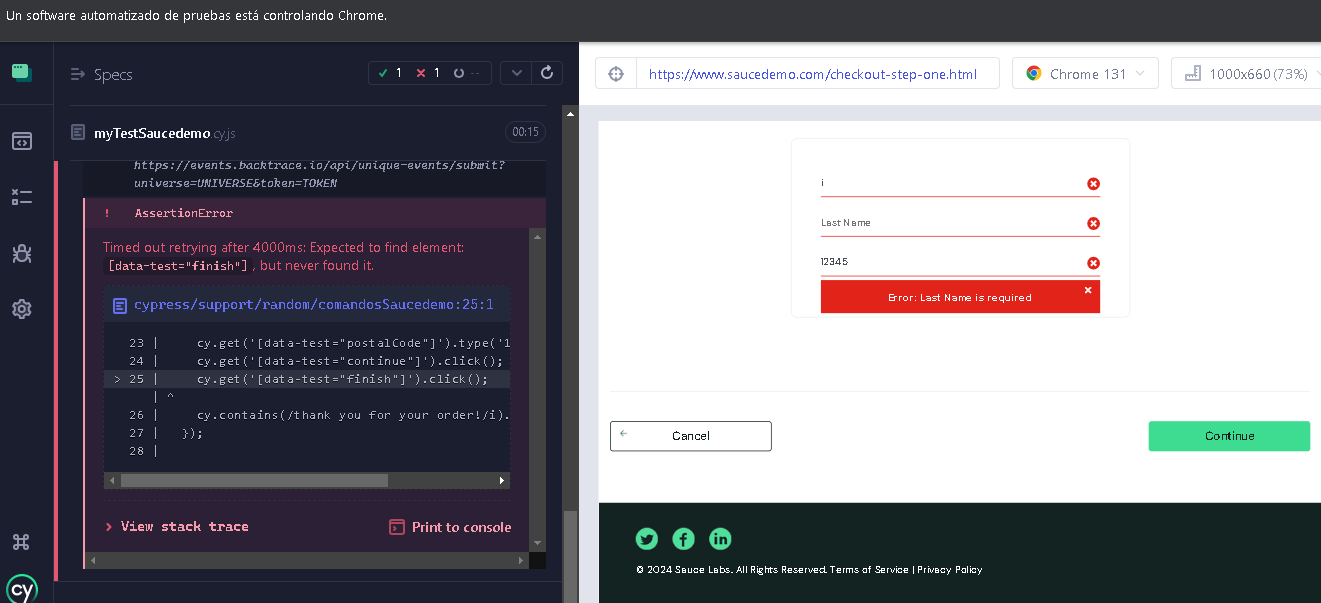 Un software automatizado de pruebas está controlando Chrome.
Specs
1 1 --
myTestSaucedemo.cy.js 00:15
https://events.backtrace.io/api/unique-events/submit?
universe=UNIVERSE&token=TOKEN
! AssertionError
Timed out retrying after 4000ms: Expected to find element:
[data-test="finish"], but never found it.
cypress/support/random/comandosSaucedemo:25:1
23 | cy.get('[data-test="postalCode"]').type('1
24 | cy.get('[data-test="continue"]').click();
> 25 | cy.get('[data-test="finish"]').click();
| ^
26 | cy.contains(/thank you for your order!/i).
27 | });
28 |
View stack trace
Print to console
cy
https://www.saucedemo.com/checkout-step-one.html
Chrome 131
1000x660 (73%)
i
Last Name
12345
Error: Last Name is required
Cancel
Continue
© 2024 Sauce Labs. All Rights Reserved. Terms of Service | Privacy Policy